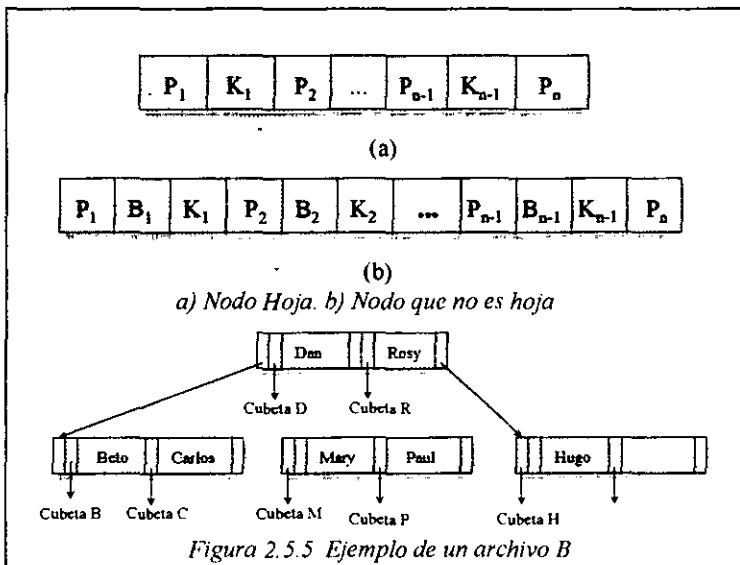 P1 K1 P2 ... Pn-1 Kn-1 Pn
(a)
P1 B1 K1 P2 B2 K2 ... Pn-1 Bn-1 Kn-1 Pn
(b)
a) Nodo Hoja. b) Nodo que no es hoja
Dan Rosy
Cubeta D Cubeta R
Beto Carlos Mary Paul Hugo
Cubeta B Cubeta C Cubeta M Cubeta P Cubeta H
Figura 2.5.5 Ejemplo de un archivo B